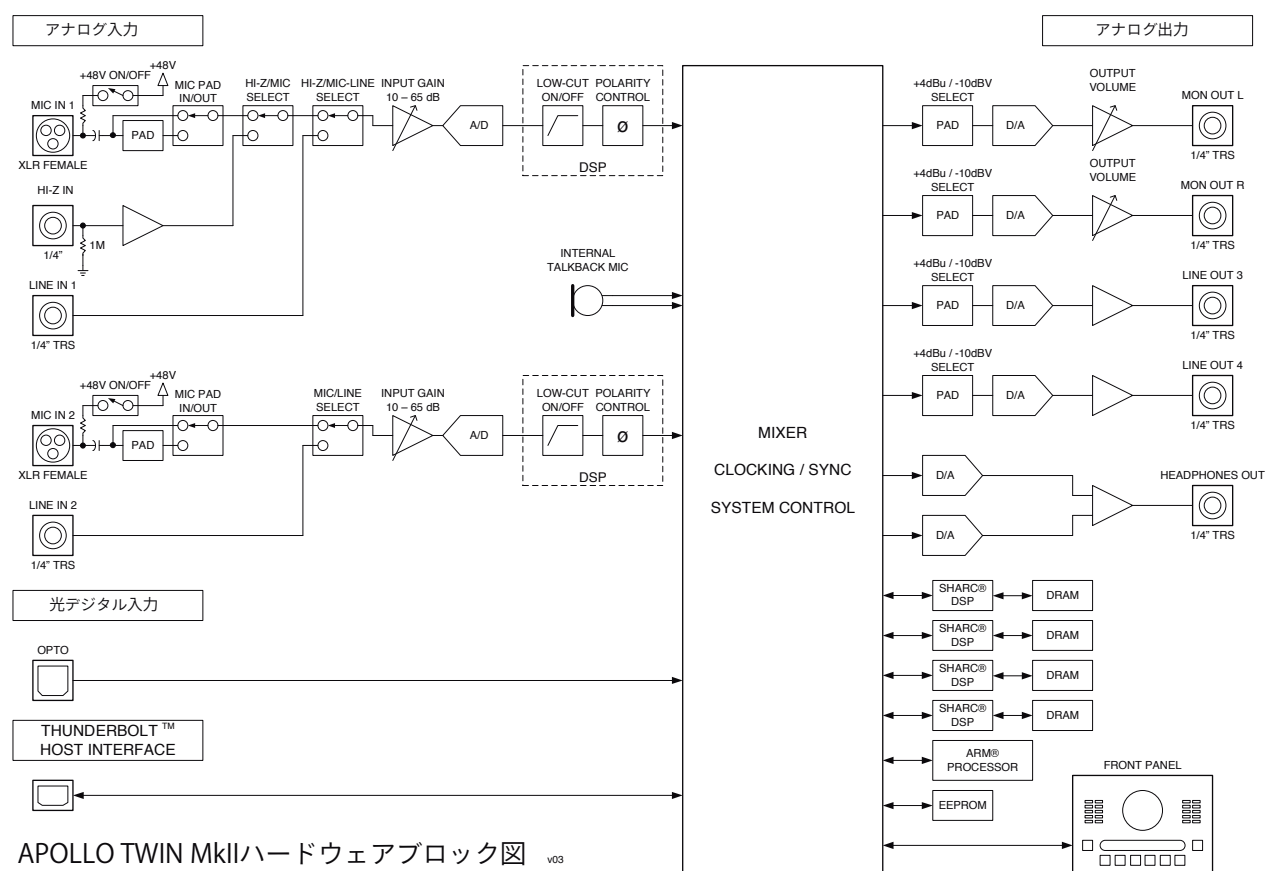 アナログ入力
アナログ出力
+48V
+48V ON/OFF
MIC PAD
IN/OUT
HI-Z/MIC
SELECT
HI-Z/MIC-LINE
SELECT
INPUT GAIN
10 – 65 dB
LOW-CUT
ON/OFF
POLARITY
CONTROL
MIC IN 1
PAD
A/D
Ø
DSP
XLR FEMALE
HI-Z IN
1M
1/4"
LINE IN 1
1/4" TRS
INTERNAL
TALKBACK MIC
+48V
+48V ON/OFF
MIC PAD
IN/OUT
MIC/LINE
SELECT
INPUT GAIN
10 – 65 dB
LOW-CUT
ON/OFF
POLARITY
CONTROL
MIC IN 2
PAD
A/D
Ø
DSP
XLR FEMALE
LINE IN 2
1/4" TRS
光デジタル入力
OPTO
THUNDERBOLT ™
HOST INTERFACE
MIXER
CLOCKING / SYNC
SYSTEM CONTROL
+4dBu / -10dBV
SELECT
OUTPUT
VOLUME
MON OUT L
PAD
D/A
1/4" TRS
+4dBu / -10dBV
SELECT
OUTPUT
VOLUME
MON OUT R
PAD
D/A
1/4" TRS
+4dBu / -10dBV
SELECT
LINE OUT 3
PAD
D/A
1/4" TRS
+4dBu / -10dBV
SELECT
LINE OUT 4
PAD
D/A
1/4" TRS
HEADPHONES OUT
D/A
D/A
1/4" TRS
SHARC®
DSP
DRAM
SHARC®
DSP
DRAM
SHARC®
DSP
DRAM
SHARC®
DSP
DRAM
ARM®
PROCESSOR
EEPROM
FRONT PANEL
APOLLO TWIN MkIIハードウェアブロック図 v03